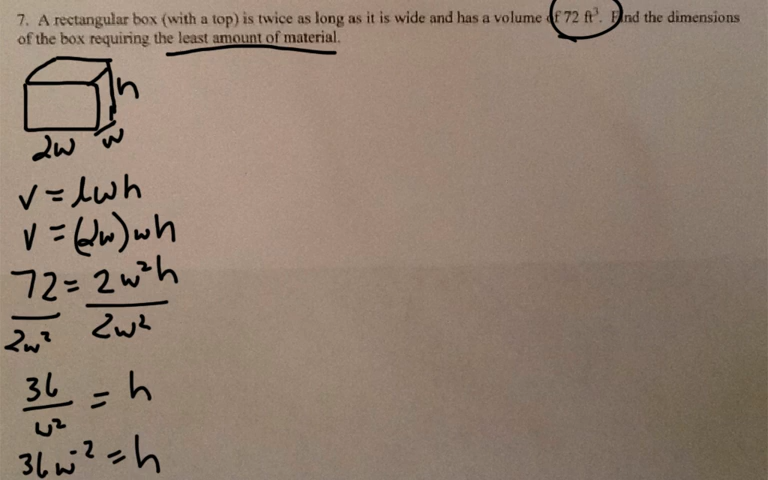 7. A rectangular box (with a top) is twice as long as it is wide and has a volume of 72 ft³. Find the dimensions
of the box requiring the least amount of material.
h
2w w
V = lwh
V = (2w)wh
72 = 2w²h
2w² 2w²
36 = h
w²
36w⁻² = h